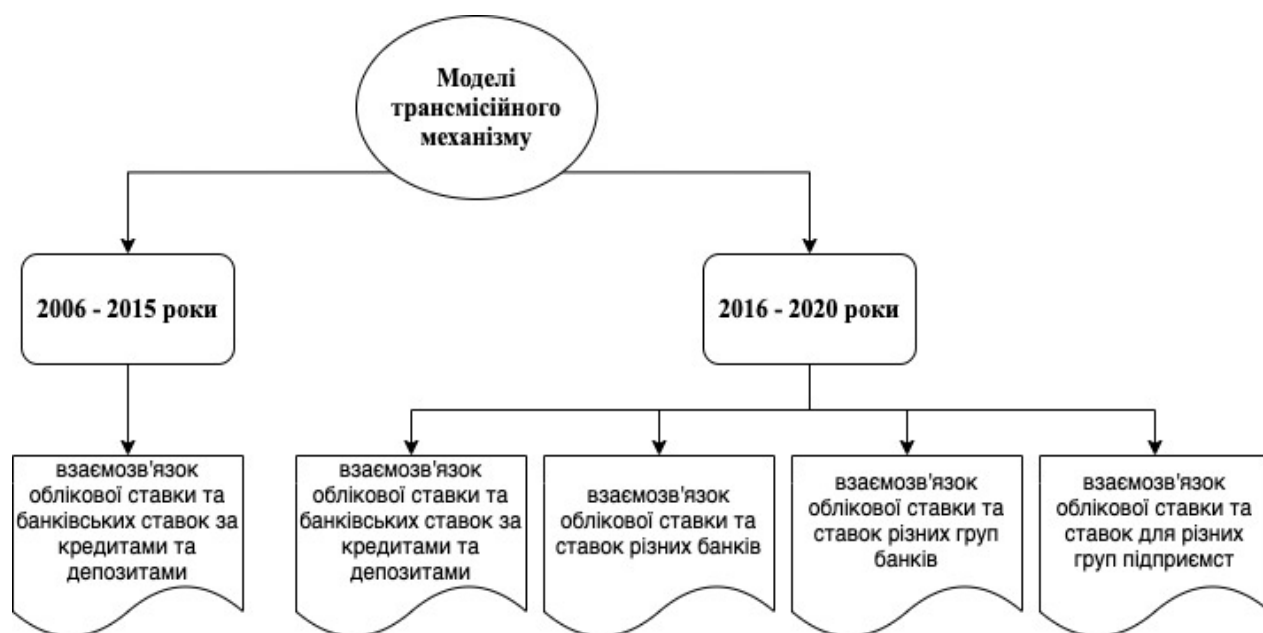 Моделі
трансмісійного
механізму
2006 - 2015 роки
2016 - 2020 роки
взаємозв'язок
облікової ставки та
банківських ставок за
кредитами та
депозитами
взаємозв'язок
облікової ставки та
банківських ставок за
кредитами та
депозитами
взаємозв'язок
облікової ставки та
ставок різних банків
взаємозв'язок
облікової ставки та
ставок різних груп
банків
взаємозв'язок
облікової ставки та
ставок для різних
груп підприємст